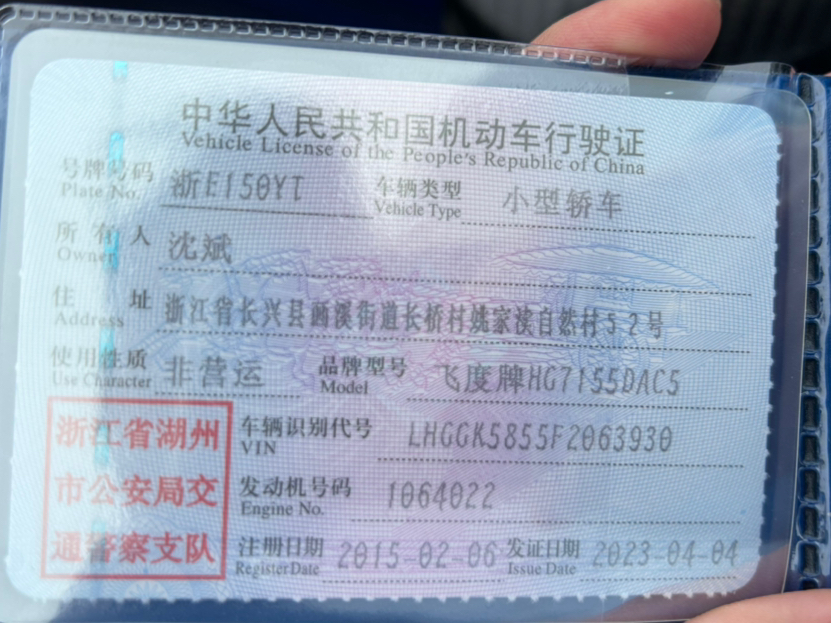 中华人民共和国机动车行驶证
Vehicle License of the People's Republic of China
号牌号码 浙E150YT 车辆类型 小型轿车
Plate No. Vehicle Type
所有人 沈斌
Owner
住址 浙江省长兴县画溪街道长桥村姚家浜自然村52号
Address
使用性质 非营运 品牌型号 飞度牌HG7155DAC5
Use Character Model
浙江省湖州
市公安局交
通警察支队
车辆识别代号 LHGGK5855F2063930
VIN
发动机号码 1064022
Engine No.
注册日期 2015-02-06 发证日期 2023-04-04
Register Date Issue Date